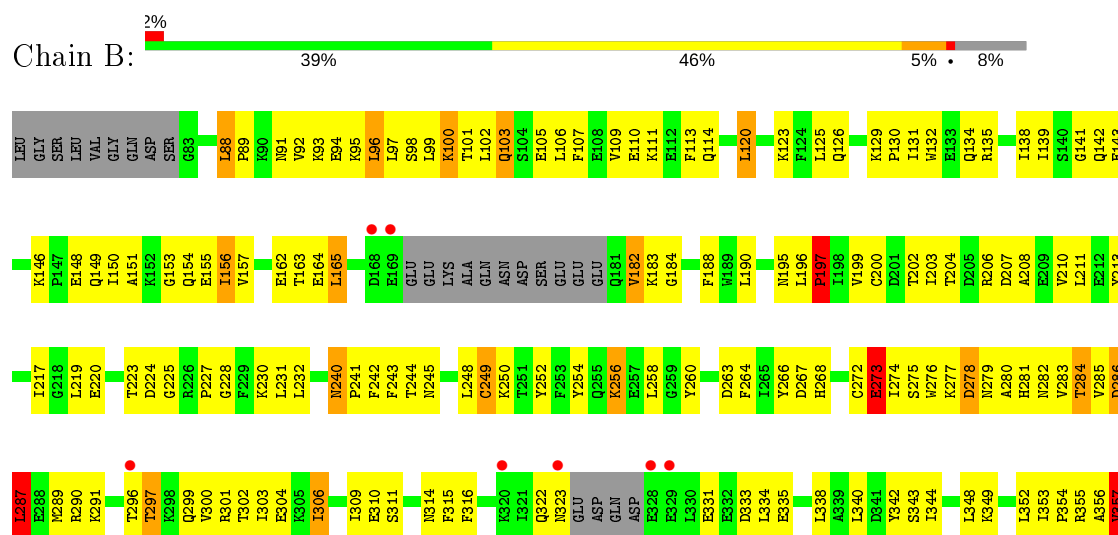 2%
Chain B:
39% 46% 5% • 8%
LEU GLY SER LEU VAL GLY GLN ASP SER G83 L88 P89 K90 N91 V92 K93 E94 K95 L96 L97 S98 L99 K100 T101 L102 Q103 S104 E105 L106 F107 E108 V109 E110 K111 E112 F113 Q114 L120 K123 F124 L125 Q126 K129 P130 I131 W132 E133 Q134 R135 I138 I139 S140 G141 Q142 E143
K146 P147 E148 Q149 I150 A151 K152 G153 Q154 E155 I156 V157 E162 T163 E164 L165 D168 E169 GLU GLU LYS ALA GLN ASN ASP SER GLU GLU GLU Q181 V182 K183 G184 F188 W189 L190 N195 L196 P197 I198 V199 C200 D201 T202 I203 T204 D205 R206 D207 A208 E209 V210 L211 E212 Y213
I217 G218 L219 E220 T223 D224 G225 R226 P227 G228 F229 K230 L231 L232 N240 P241 F242 F243 T244 N245 L248 C249 K250 T251 Y252 F253 Y254 Q255 K256 E257 L258 G259 Y260 D263 F264 I265 Y266 D267 H268 C272 E273 I274 S275 W276 K277 D278 N279 A280 H281 N282 V283 T284 V285 D286
L287 E288 M289 R290 K291 T296 T297 K298 Q299 V300 R301 T302 I303 E304 K305 I306 I309 E310 S311 N314 F315 F316 K320 I321 Q322 N323 GLU ASP GLN ASP E328 E329 L330 E331 E332 D333 L334 E335 L338 A339 L340 D341 Y342 S343 I344 L348 K349 L352 I353 P354 R355 A356 V357